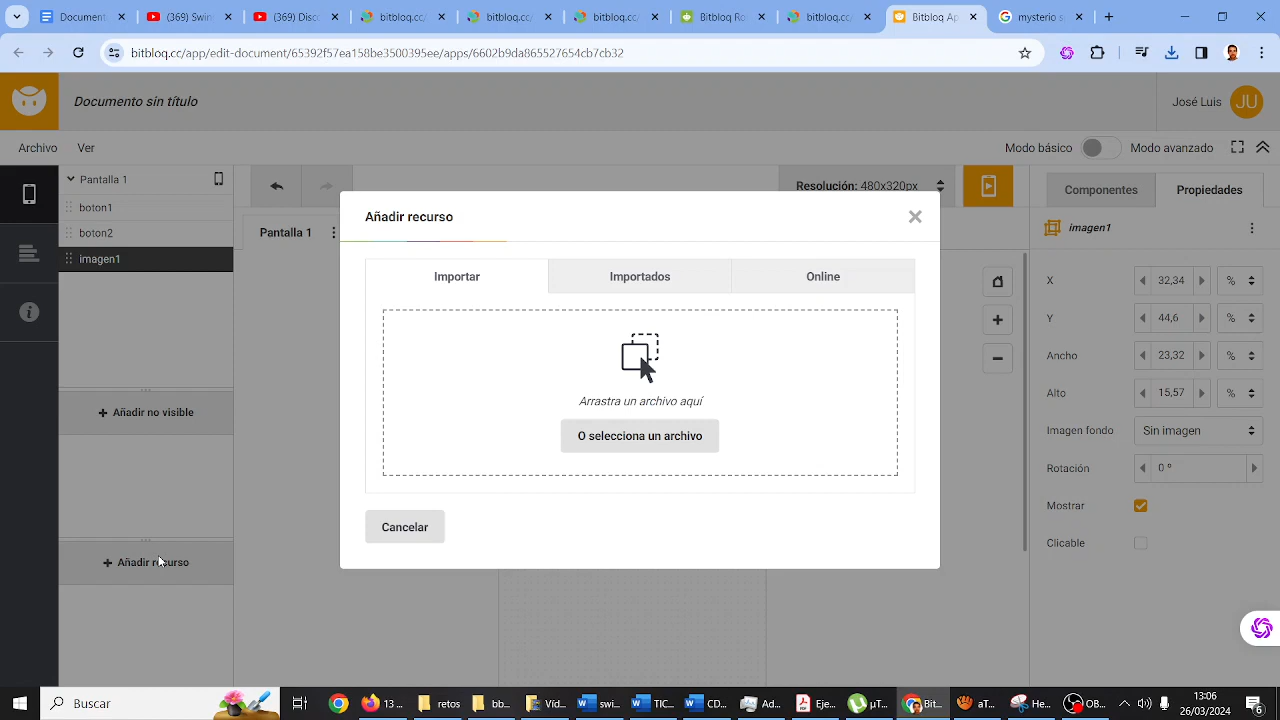 (369) Swin
(369) Disc
bitbloq.cc/
bitbloq.cc/
bitbloq.cc/
Bitbloq Ro
bitbloq.cc/
Bitbloq Ap
mysterio s
bitbloq.cc/app/edit-document/65392f57ea158be3500395ee/apps/6602b9da865527654cb7cb32
Documento sin título
José Luis
JU
Archivo
Ver
Modo básico
Modo avanzado
Pantalla 1
boton1
boton2
imagen1
Añadir no visible
Añadir recurso
Resolución: 480x320px
Pantalla 1
Añadir recurso
Importar
Importados
Online
Arrastra un archivo aquí
O selecciona un archivo
Cancelar
Componentes
Propiedades
imagen1
X
32,34
%
Y
44,6
%
Ancho
23,32
%
Alto
15,57
%
Imagen fondo
Sin imagen
Rotación
0 º
Mostrar
Clicable
Buscar
13...
retos
bb...
Víd...
swi...
TIC...
CO...
Ad...
Eje...
μT...
Bit...
aT...
He...
OB...
13:06
26/03/2024
6